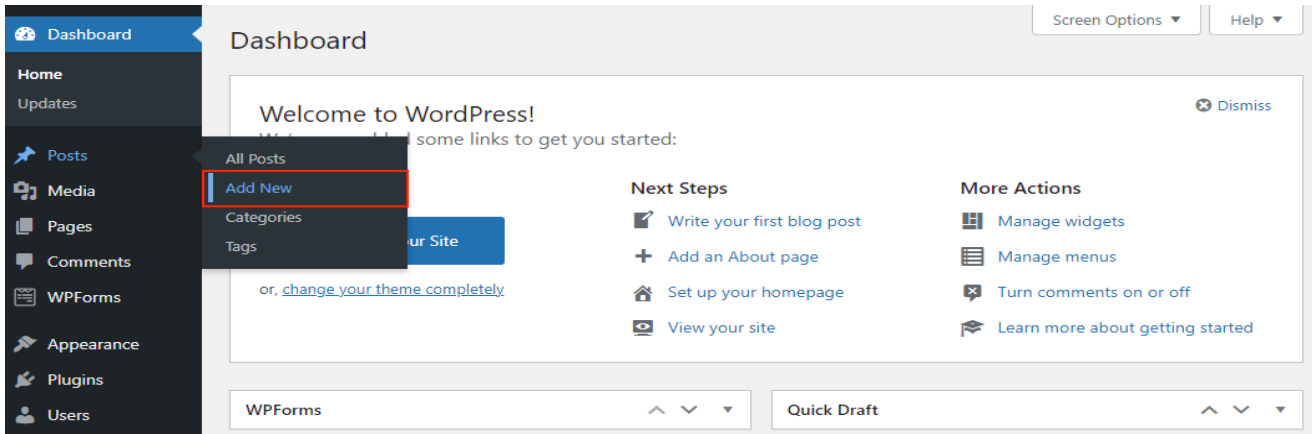 Dashboard
Home
Updates
Posts
Media
Pages
Comments
WPForms
Appearance
Plugins
Users
All Posts
Add New
Categories
Tags
Screen Options
Help
Dashboard
Welcome to WordPress!
some links to get you started:
Dismiss
Site
or, change your theme completely
Next Steps
Write your first blog post
Add an About page
Set up your homepage
View your site
More Actions
Manage widgets
Manage menus
Turn comments on or off
Learn more about getting started
WPForms
Quick Draft